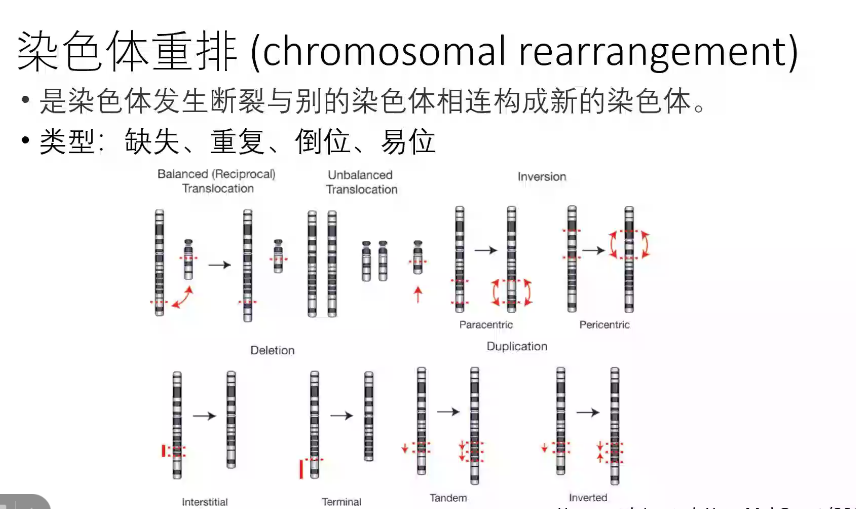 染色体重排 (chromosomal rearrangement)
• 是染色体发生断裂与别的染色体相连构成新的染色体。
• 类型：缺失、重复、倒位、易位
Balanced (Reciprocal)
Translocation
Unbalanced
Translocation
Inversion
Paracentric
Pericentric
Deletion
Duplication
Interstitial
Terminal
Tandem
Inverted